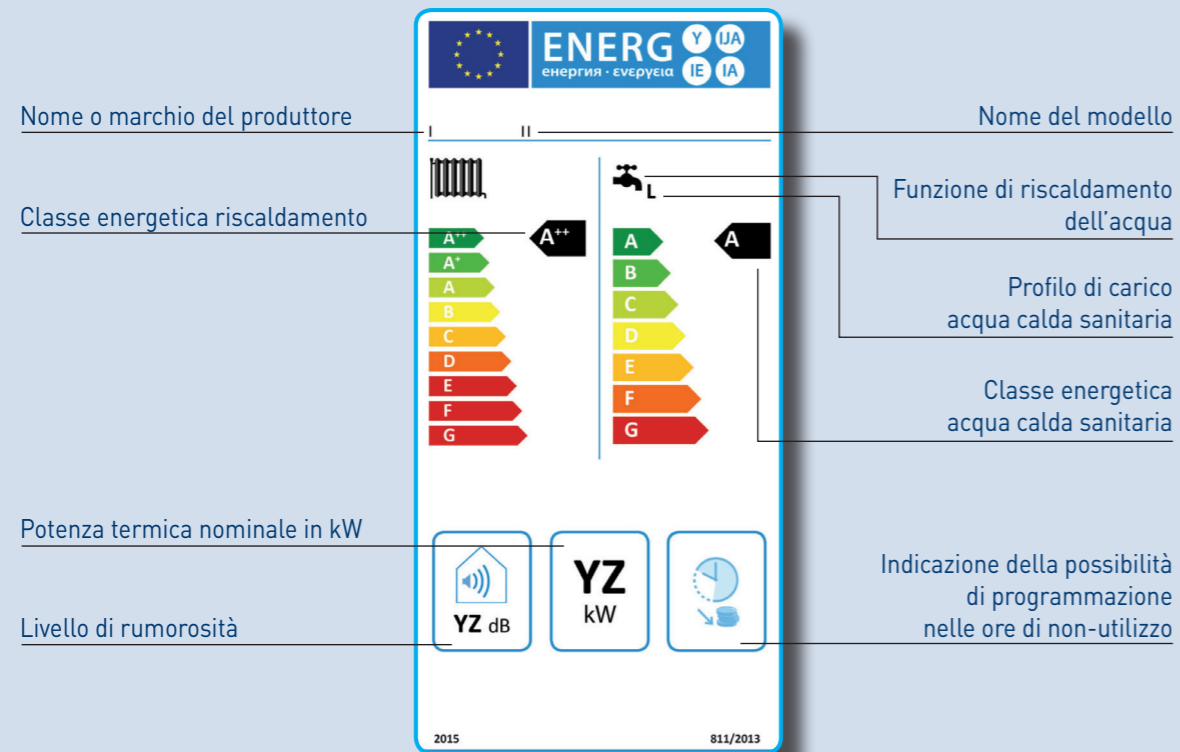 ENERG Y IJA
енергия · ενεργεια IE IA
Nome o marchio del produttore
I II
Nome del modello
L
Funzione di riscaldamento
dell'acqua
Classe energetica riscaldamento
A++
A+
A
B
C
D
E
F
G
A++
A
B
C
D
E
F
G
A
Profilo di carico
acqua calda sanitaria
Classe energetica
acqua calda sanitaria
Potenza termica nominale in kW
Livello di rumorosità
YZ dB
YZ
kW
Indicazione della possibilità
di programmazione
nelle ore di non-utilizzo
2015 811/2013